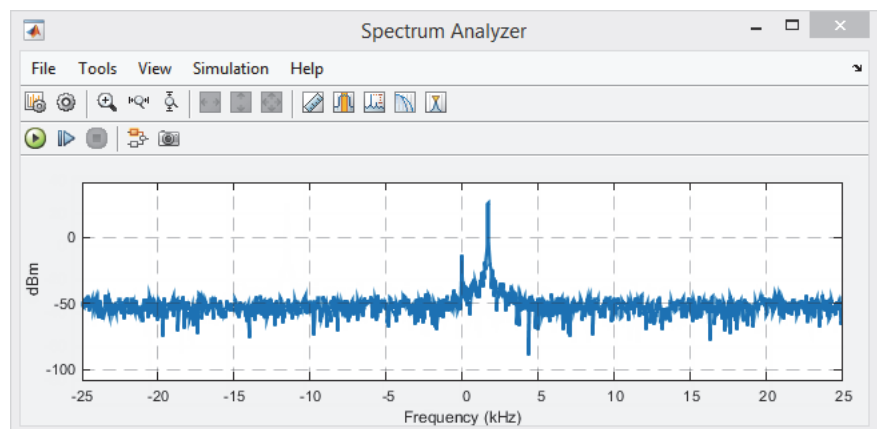 Spectrum Analyzer
File Tools View Simulation Help
0
-50
-100
dBm
-25 -20 -15 -10 -5 0 5 10 15 20 25
Frequency (kHz)